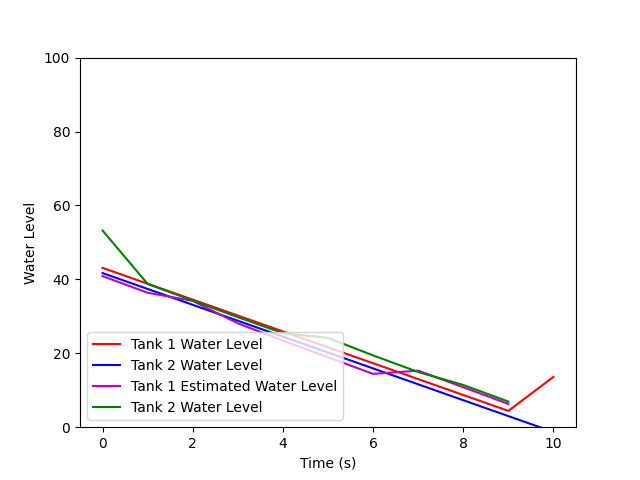 100
80
60
40
20
0
Water Level
Tank 1 Water Level
Tank 2 Water Level
Tank 1 Estimated Water Level
Tank 2 Water Level
0 2 4 6 8 10
Time (s)